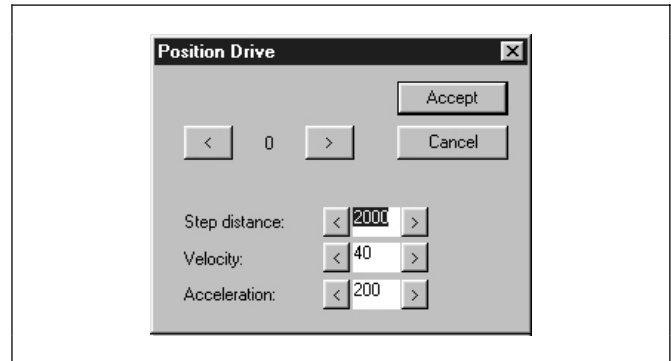 Position Drive
Accept
< 0 > Cancel
Step distance: < 2000 >
Velocity: < 40 >
Acceleration: < 200 >